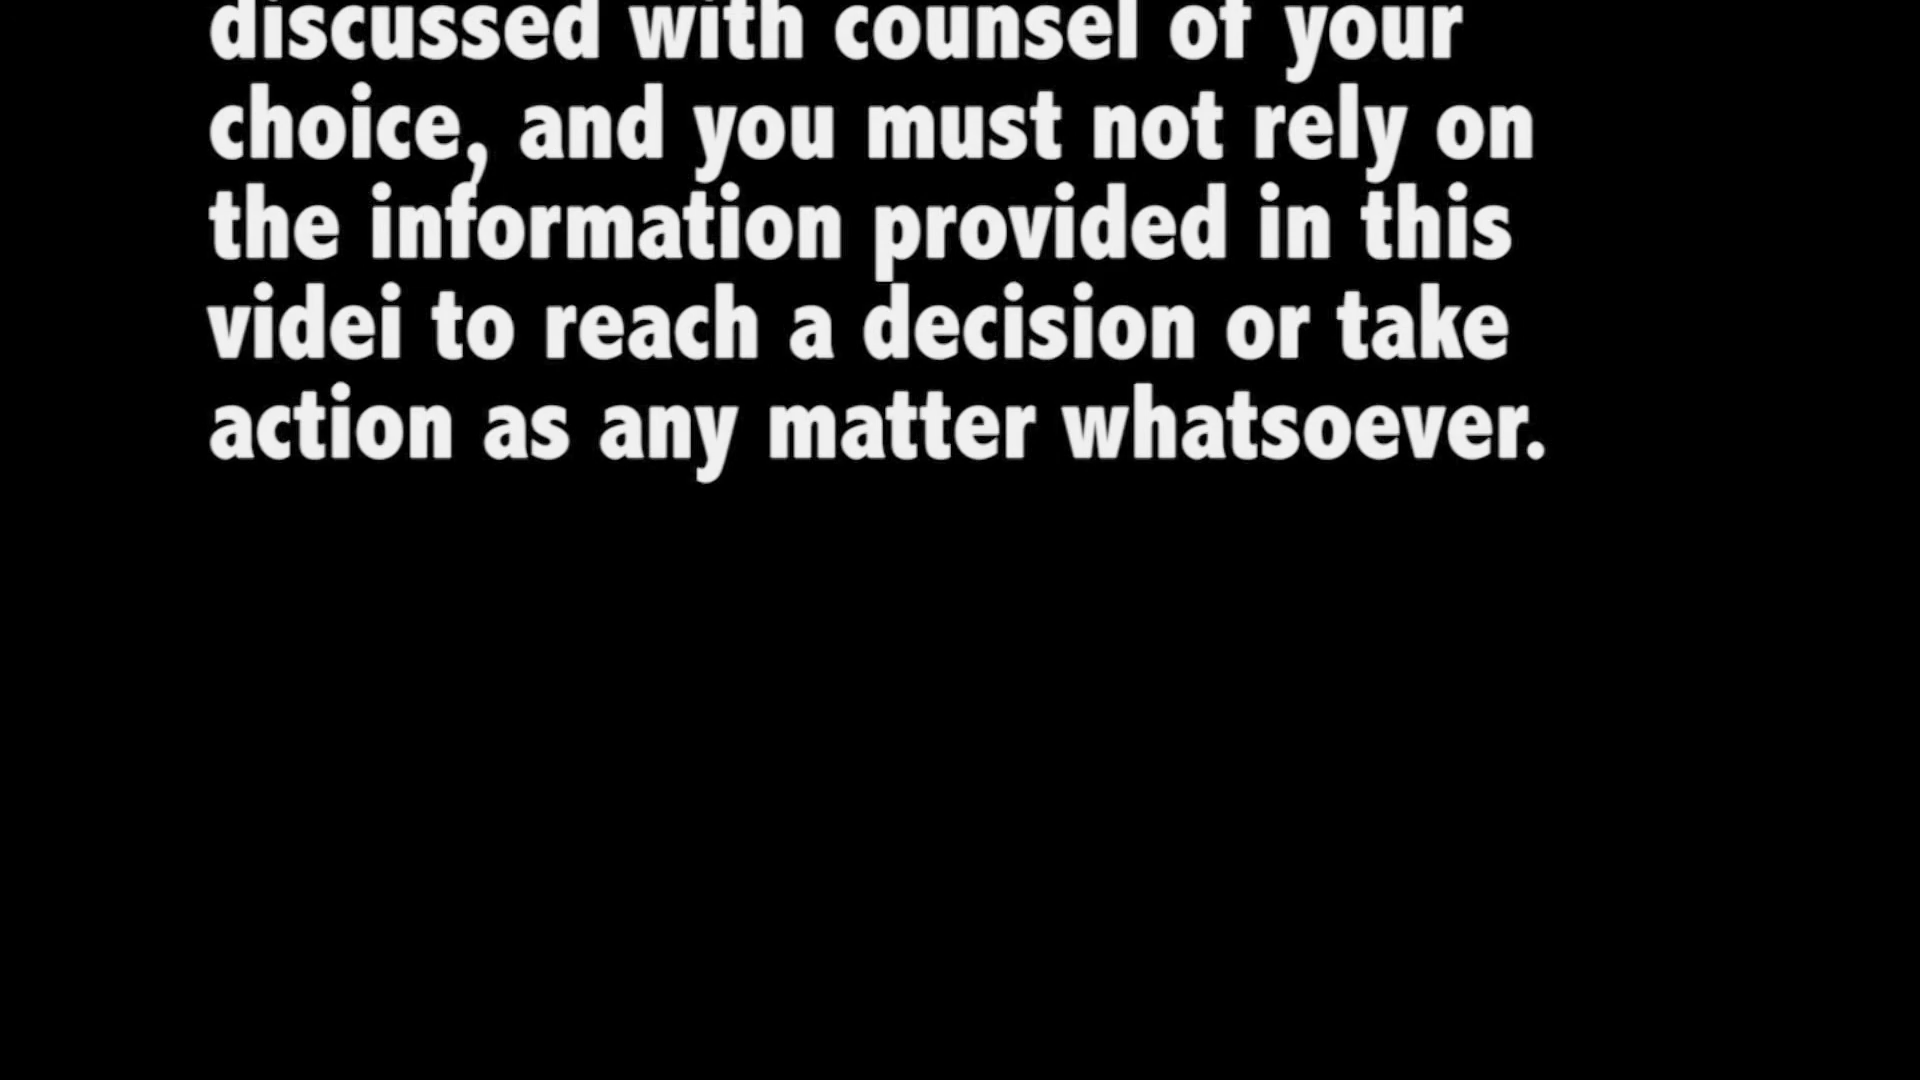 discussed with counsel of your
choice, and you must not rely on
the information provided in this
videi to reach a decision or take
action as any matter whatsoever.